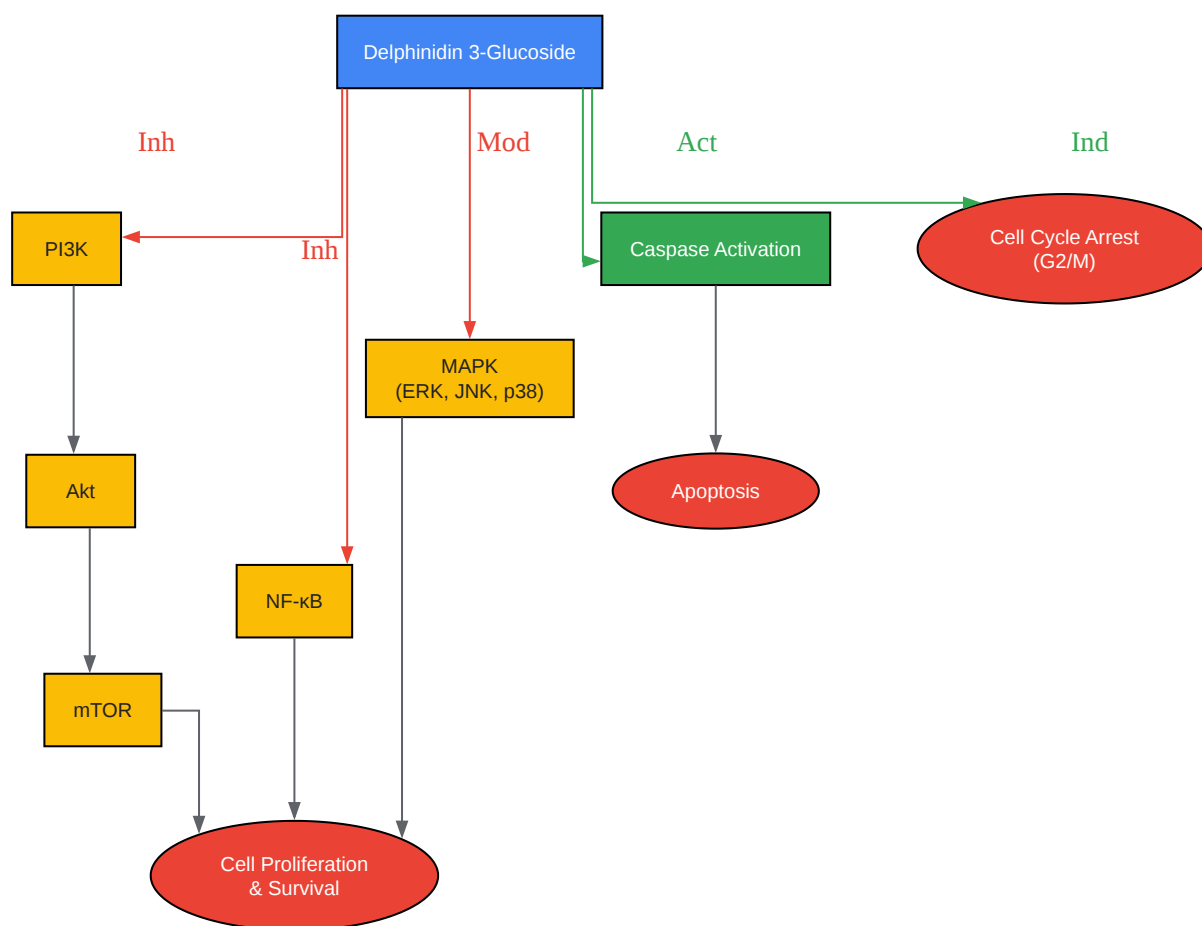 Delphinidin 3-Glucoside
Inh
Mod
Act
Ind
PI3K
Inh
Caspase Activation
Cell Cycle Arrest
(G2/M)
MAPK
(ERK, JNK, p38)
Akt
Apoptosis
NF-κB
mTOR
Cell Proliferation
& Survival